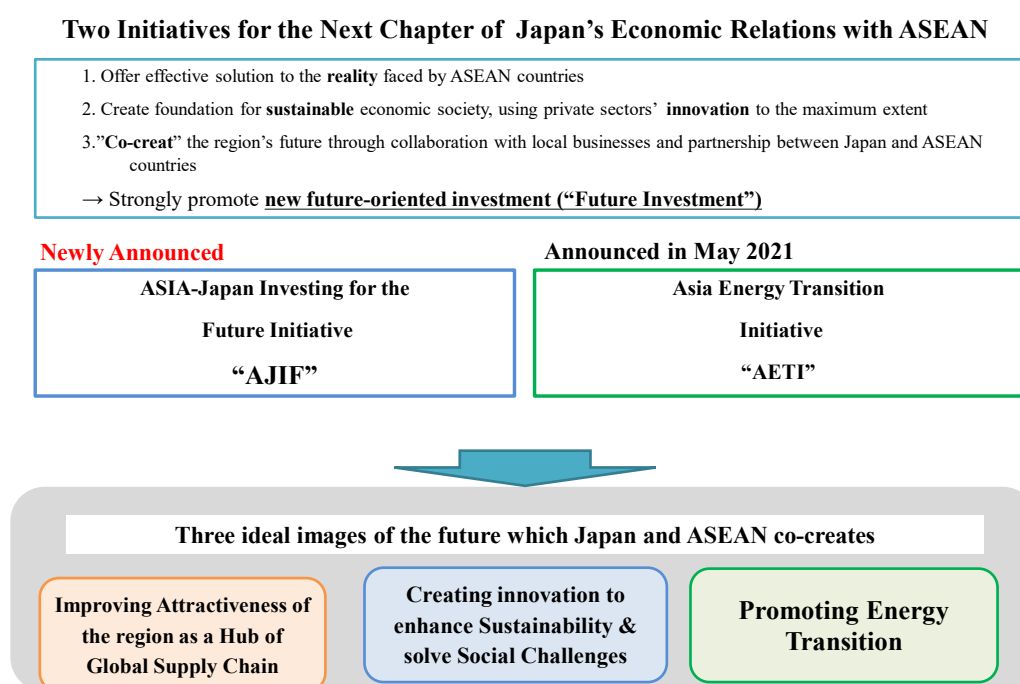 Two Initiatives for the Next Chapter of Japan’s Economic Relations with ASEAN
1. Offer effective solution to the reality faced by ASEAN countries
2. Create foundation for sustainable economic society, using private sectors’ innovation to the maximum extent
3.”Co-creat” the region’s future through collaboration with local businesses and partnership between Japan and ASEAN
countries
→ Strongly promote new future-oriented investment (“Future Investment”)
Newly Announced
ASIA-Japan Investing for the
Future Initiative
“AJIF”
Announced in May 2021
Asia Energy Transition
Initiative
“AETI”
Three ideal images of the future which Japan and ASEAN co-creates
Improving Attractiveness of
the region as a Hub of
Global Supply Chain
Creating innovation to
enhance Sustainability &
solve Social Challenges
Promoting Energy
Transition